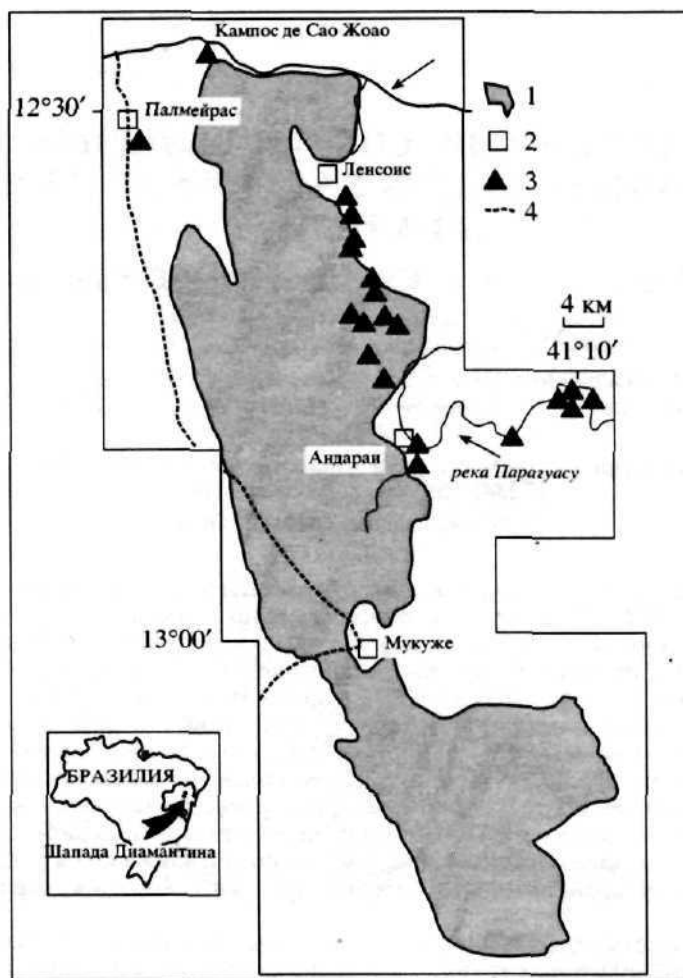 Кампос де Сао Жоао
12°30′
Палмейрас
Ленсоис
1
2
3
4
4 км
41°10′
Андараи
река Парагуасу
13°00′
Мукуже
БРАЗИЛИЯ
Шапада Диамантина